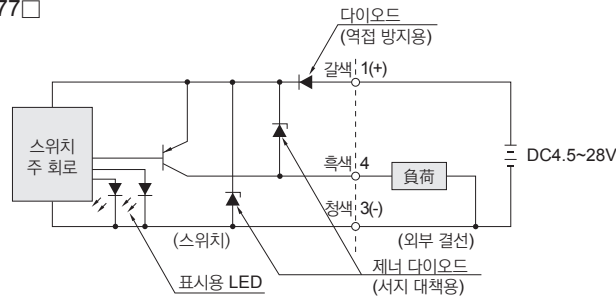 77□
다이오드
(역접 방지용)
갈색 1(+)
스위치
주 회로
DC4.5~28V
흑색 4
負荷
청색 3(-)
(스위치)
(외부 결선)
표시용 LED
제너 다이오드
(서지 대책용)